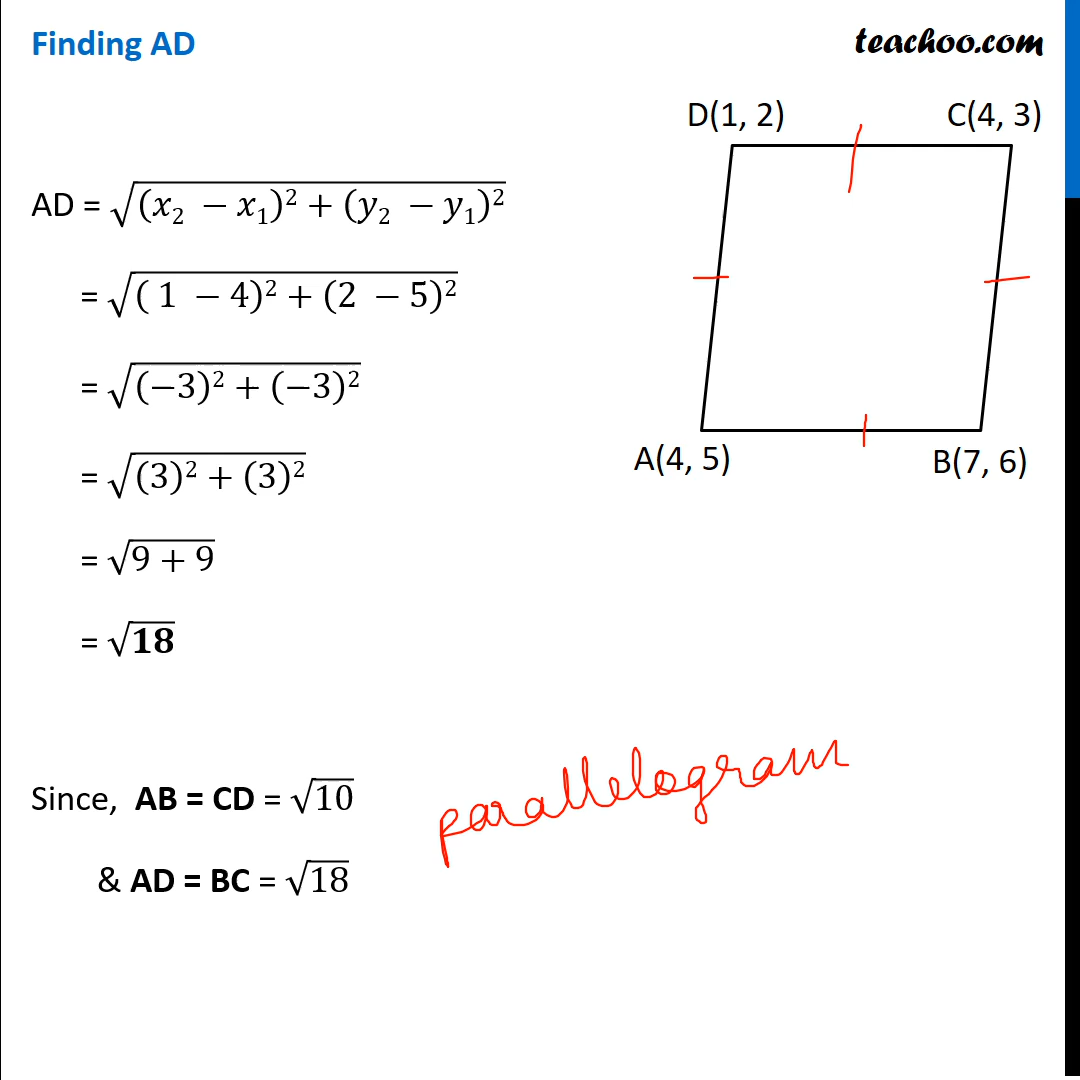 Finding AD
teachoo.com
D(1, 2) C(4, 3)
AD = √((x₂ − x₁)² + (y₂ − y₁)²)
= √(( 1 − 4)² + (2 − 5)²)
= √((−3)² + (−3)²)
A(4, 5) B(7, 6)
= √((3)² + (3)²)
= √(9 + 9)
= √18
parallelegram
Since, AB = CD = √10
& AD = BC = √18